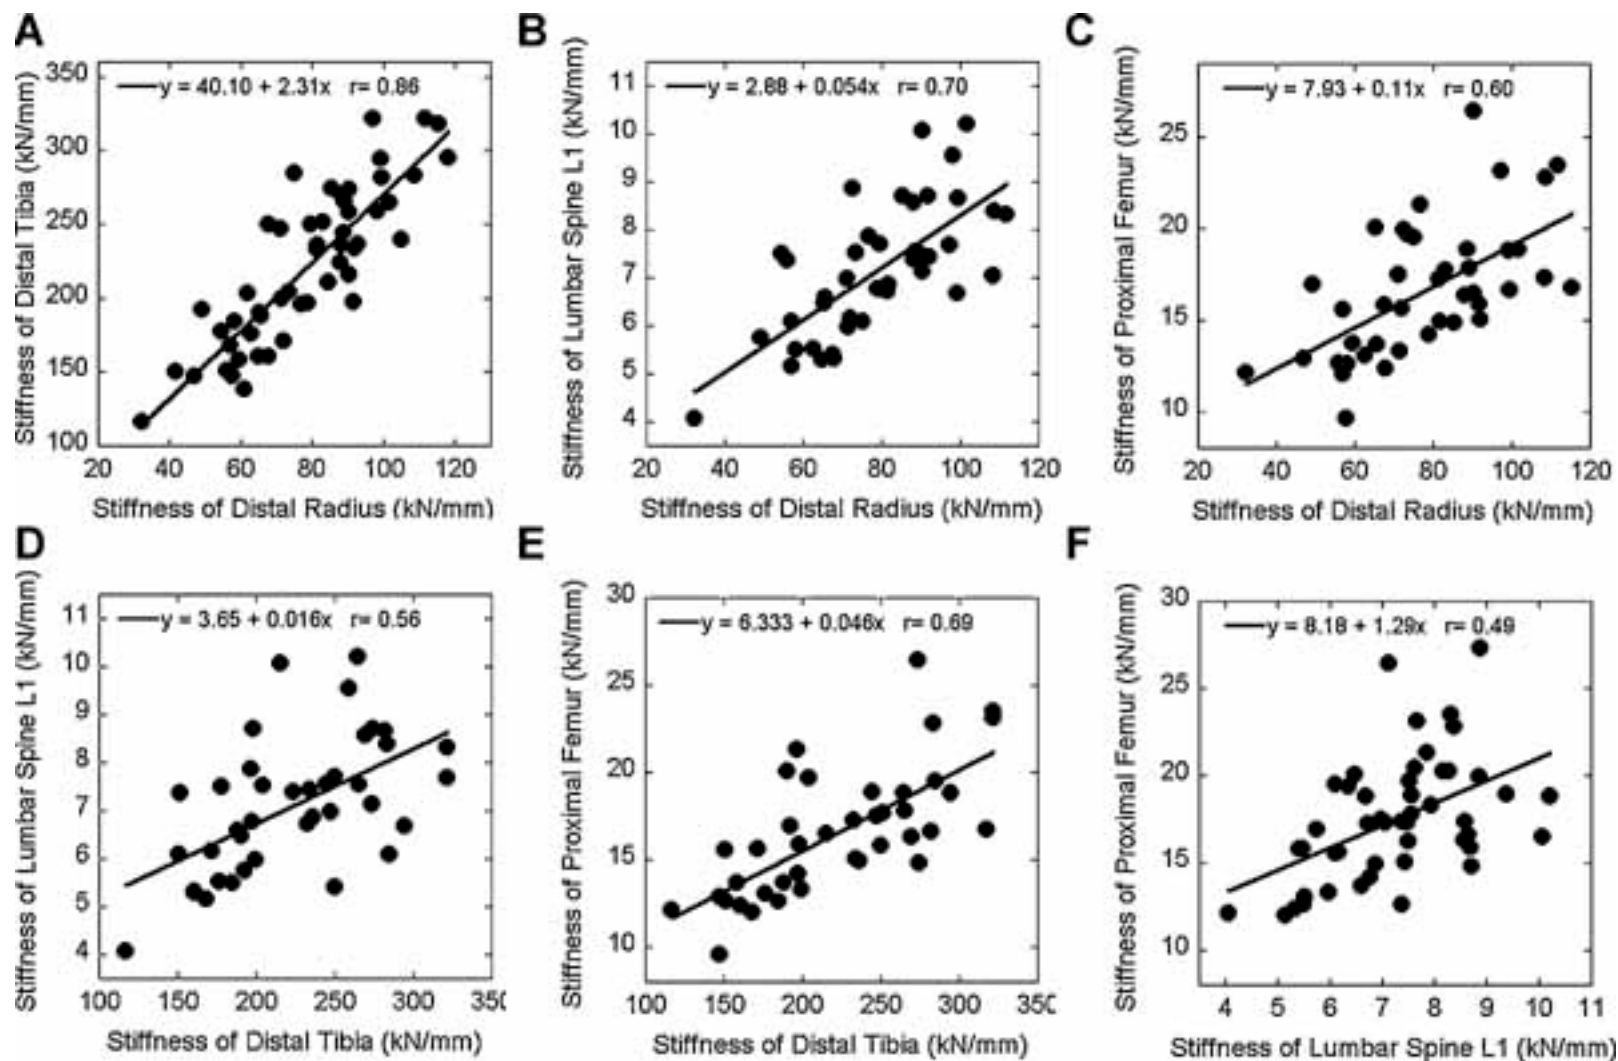 A
Stiffness of Distal Tibia (kN/mm)
350
300
250
200
150
100
y = 40.10 + 2.31x r= 0.86
20 40 60 80 100 120
Stiffness of Distal Radius (kN/mm)
B
Stiffness of Lumbar Spine L1 (kN/mm)
11
10
9
8
7
6
5
4
y = 2.88 + 0.054x r= 0.70
20 40 60 80 100 120
Stiffness of Distal Radius (kN/mm)
C
Stiffness of Proximal Femur (kN/mm)
25
20
15
10
y = 7.93 + 0.11x r= 0.60
20 40 60 80 100 120
Stiffness of Distal Radius (kN/mm)
D
Stiffness of Lumbar Spine L1 (kN/mm)
11
10
9
8
7
6
5
4
y = 3.65 + 0.016x r= 0.56
100 150 200 250 300 350
Stiffness of Distal Tibia (kN/mm)
E
Stiffness of Proximal Femur (kN/mm)
30
25
20
15
10
y = 6.333 + 0.046x r= 0.69
100 150 200 250 300 350
Stiffness of Distal Tibia (kN/mm)
F
Stiffness of Proximal Femur (kN/mm)
30
25
20
15
10
y = 8.18 + 1.29x r= 0.49
4 5 6 7 8 9 10 11
Stiffness of Lumbar Spine L1 (kN/mm)